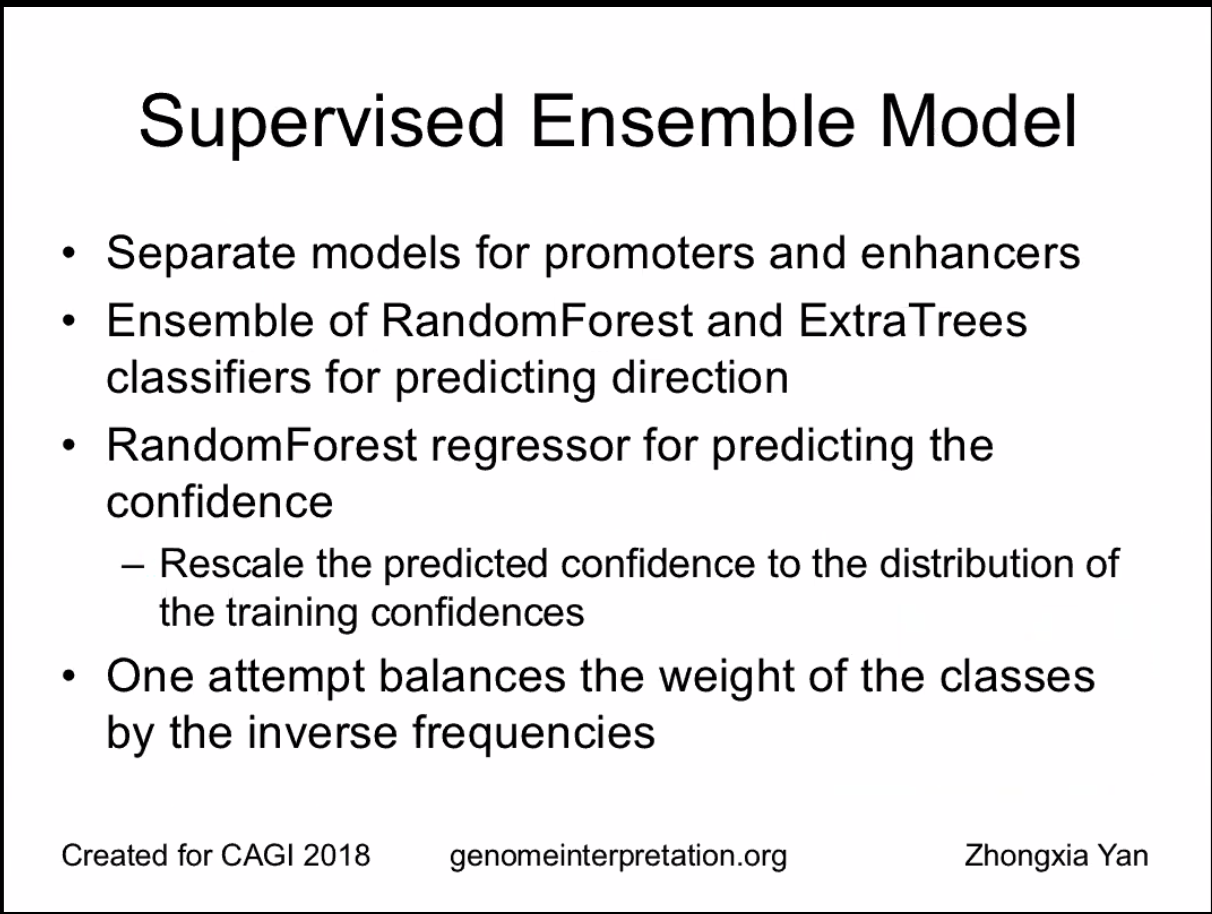 Supervised Ensemble Model
• Separate models for promoters and enhancers
• Ensemble of RandomForest and ExtraTrees
classifiers for predicting direction
• RandomForest regressor for predicting the
confidence
– Rescale the predicted confidence to the distribution of
the training confidences
• One attempt balances the weight of the classes
by the inverse frequencies
Created for CAGI 2018 genomeinterpretation.org Zhongxia Yan